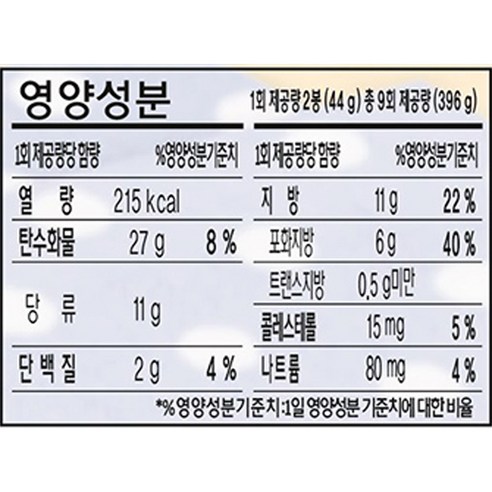 영양성분 1회 제공량 2봉 (44 g) 총 9회 제공량 (396 g)
1회 제공량당 함량 %영양성분기준치 1회 제공량당 함량 %영양성분기준치
열 량 215 kcal 지 방 11 g 22 %
탄수화물 27 g 8 % 포화지방 6 g 40 %
트랜스지방 0.5 g미만
당 류 11 g
콜레스테롤 15 mg 5 %
단 백 질 2 g 4 % 나트륨 80 mg 4 %
*% 영양성분기준치 :1일 영양성분 기준치에 대한 비율